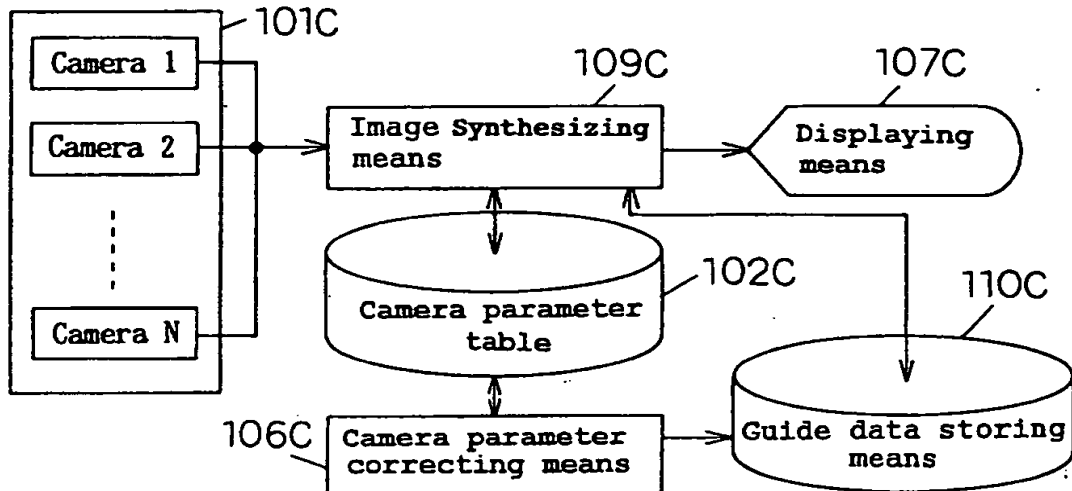 101C
Camera 1
Camera 2
Camera N
109C
Image Synthesizing
means
107C
Displaying
means
102C
Camera parameter
table
110C
Guide data storing
means
106C
Camera parameter
correcting means